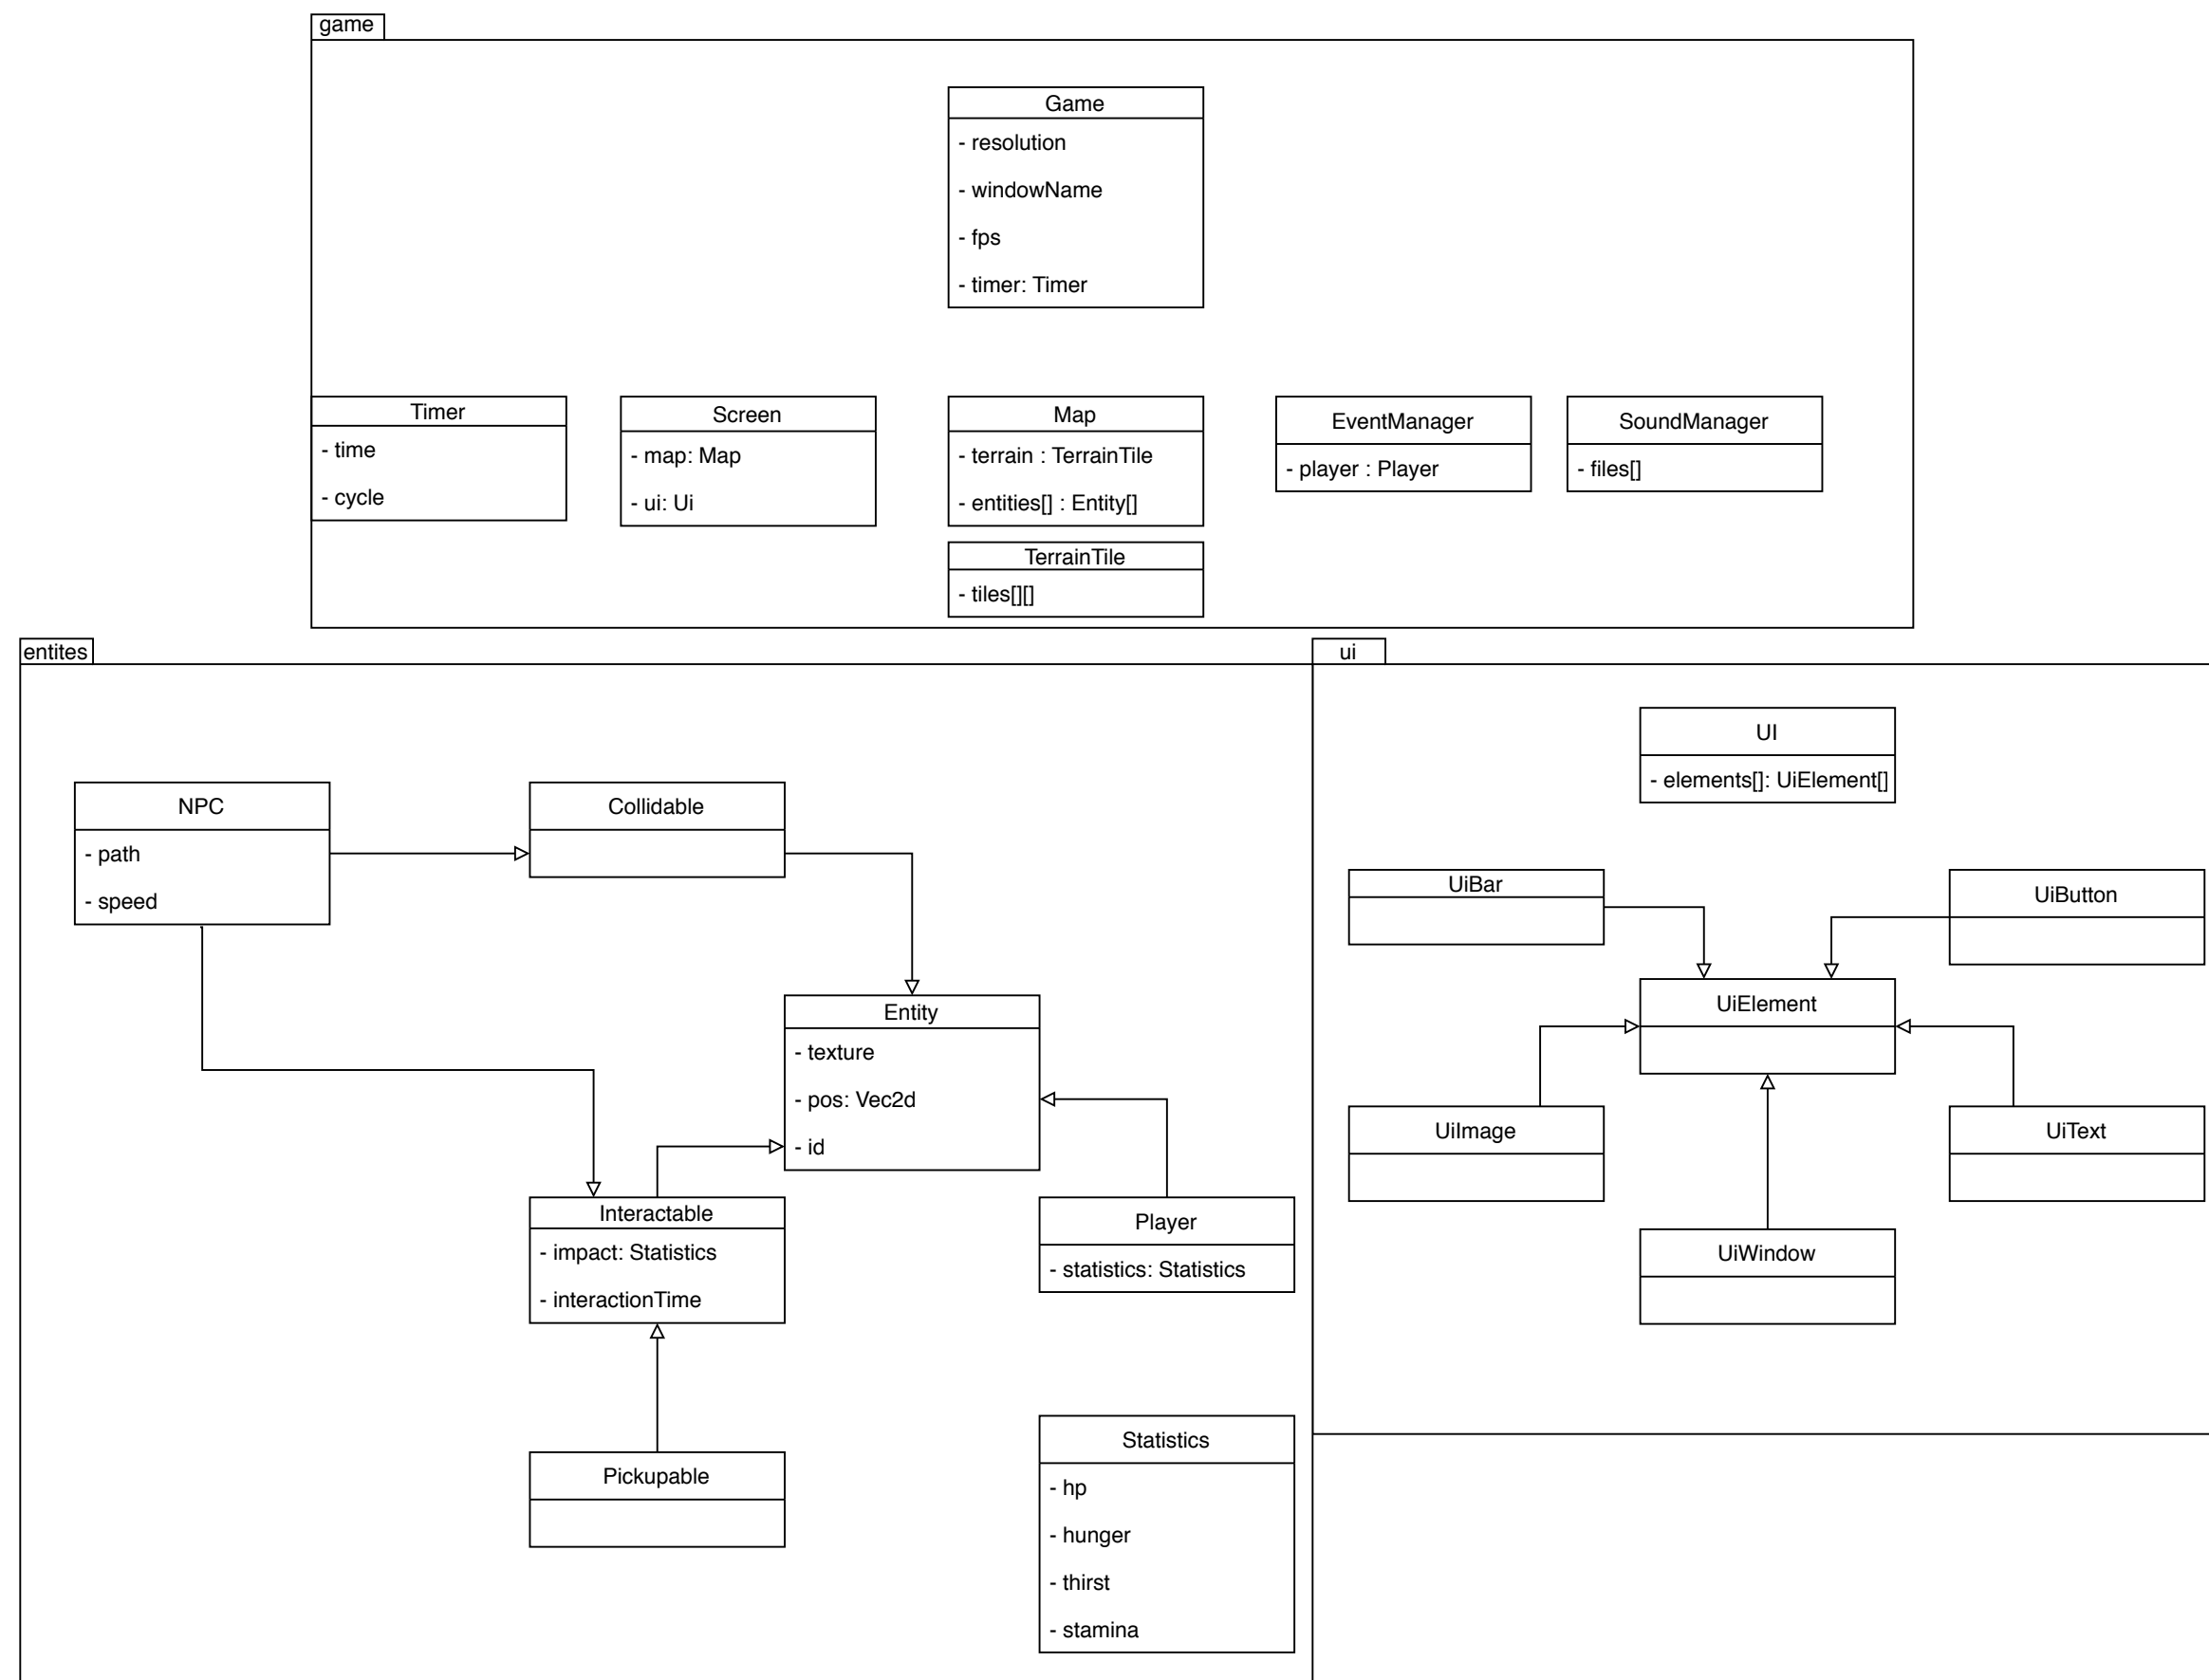 game
Game
- resolution
- windowName
- fps
- timer: Timer
Timer
- time
- cycle
Screen
- map: Map
- ui: Ui
Map
- terrain : TerrainTile
- entities[] : Entity[]
TerrainTile
- tiles[][]
EventManager
- player : Player
SoundManager
- files[]
entites
NPC
- path
- speed
Collidable
Entity
- texture
- pos: Vec2d
- id
Interactable
- impact: Statistics
- interactionTime
Player
- statistics: Statistics
Pickupable
Statistics
- hp
- hunger
- thirst
- stamina
ui
UI
- elements[]: UiElement[]
UiBar
UiButton
UiElement
UiImage
UiText
UiWindow